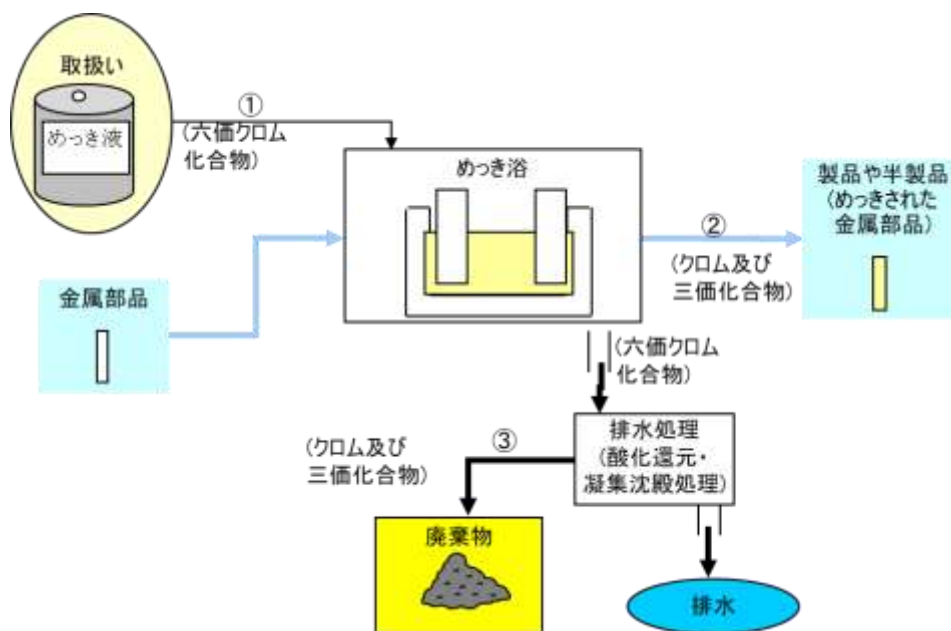 取扱い
めっき液
①
(六価クロム
化合物)
めっき浴
製品や半製品
(めっきされた
金属部品)
②
(クロム及び
三価化合物)
金属部品
(六価クロム
化合物)
排水処理
(酸化還元・
凝集沈殿処理)
③
(クロム及び
三価化合物)
廃棄物
排水